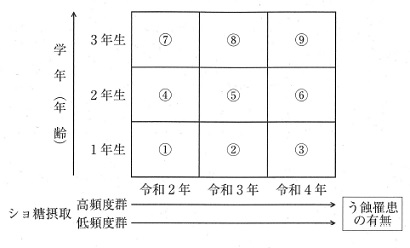 学年（年齢）
3年生 ⑦ ⑧ ⑨
2年生 ④ ⑤ ⑥
1年生 ① ② ③
令和2年 令和3年 令和4年
ショ糖摂取
高頻度群
低頻度群
う蝕罹患
の有無